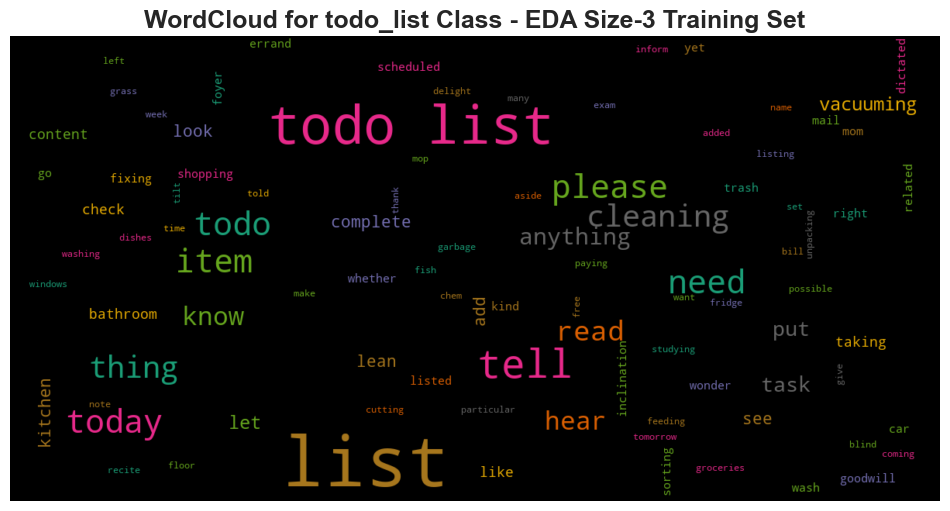 WordCloud for todo_list Class - EDA Size-3 Training Set
errand
inform
yet
dictated
left
scheduled
foyer
grass
delight
many
exam
name
vacuuming
week
content
look
todo list
added
mail
mom
mop
listing
go
fixing
shopping
tilt
told
thank
aside
please
trash
related
check
time
todo
complete
cleaning
set
right
dishes
anything
unpacking
washing
garbage
bill
item
whether
fish
paying
need
windows
make
chem
want
fridge
possible
bathroom
know
add
kind
free
read
put
taking
thing
lean
tell
inclination
studying
listed
wonder
task
give
kitchen
note
today
let
cutting
particular
hear
feeding
see
car
list
tomorrow
blind
coming
recite
floor
like
sorting
groceries
goodwill
wash